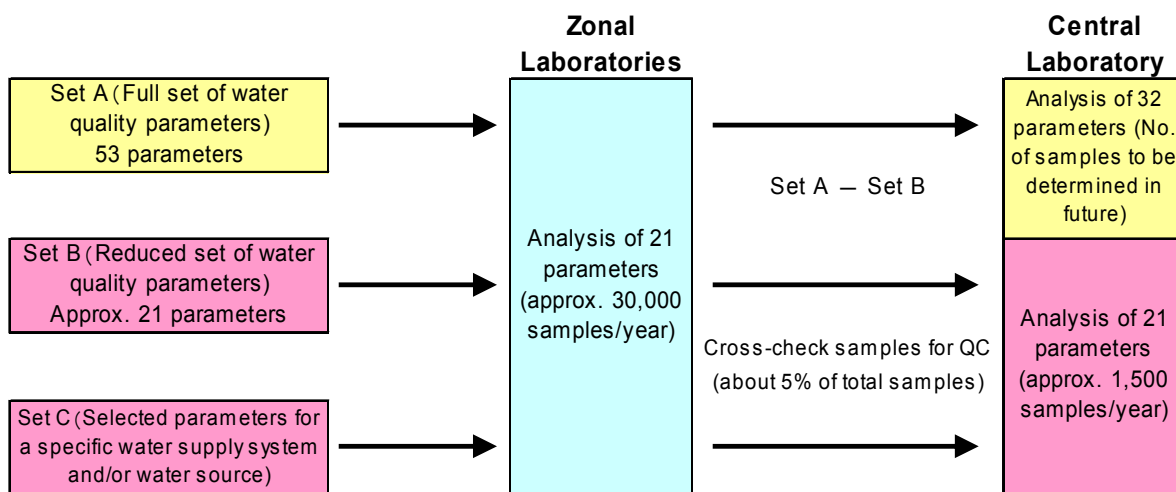 Zonal
Laboratories
Central
Laboratory
Set A (Full set of water
quality parameters)
53 parameters
Set B (Reduced set of water
quality parameters)
Approx. 21 parameters
Set C (Selected parameters for
a specific water supply system
and/or water source)
Analysis of 21
parameters
(approx. 30,000
samples/year)
Set A – Set B
Cross-check samples for QC
(about 5% of total samples)
Analysis of 32
parameters (No.
of samples to be
determined in
future)
Analysis of 21
parameters
(approx. 1,500
samples/year)